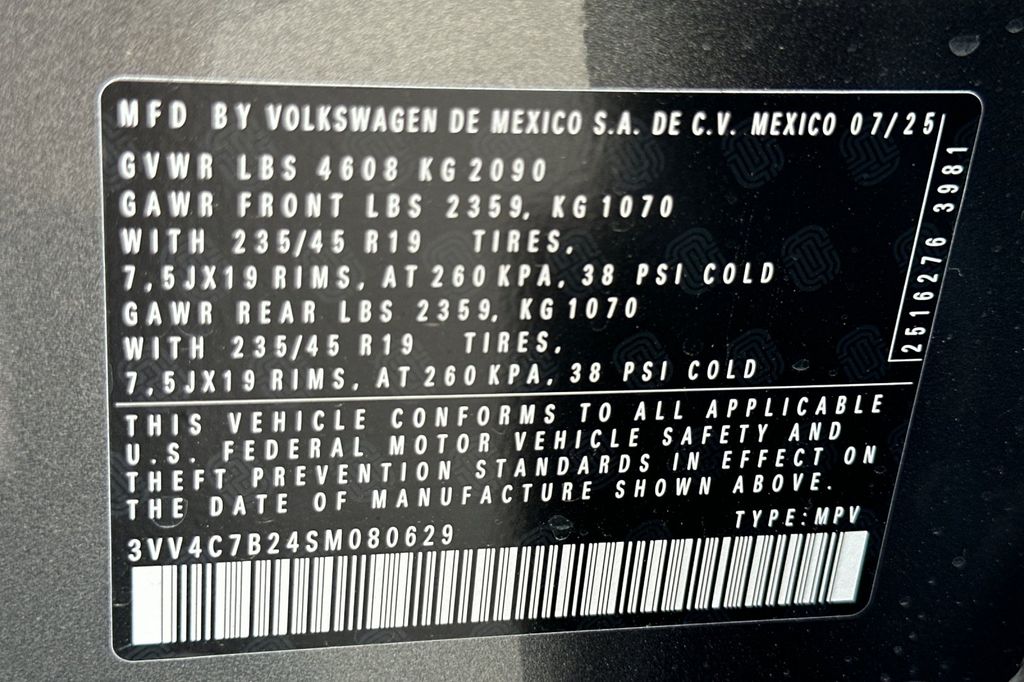 MFD BY VOLKSWAGEN DE MEXICO S.A. DE C.V. MEXICO 07/25
GVWR LBS 4608 KG 2090
GAWR FRONT LBS 2359, KG 1070
WITH 235/45 R19 TIRES,
7,5JX19 RIMS, AT 260 KPA, 38 PSI COLD
GAWR REAR LBS 2359, KG 1070
WITH 235/45 R19 TIRES,
7,5JX19 RIMS, AT 260 KPA, 38 PSI COLD
2516276 3981
THIS VEHICLE CONFORMS TO ALL APPLICABLE
U.S. FEDERAL MOTOR VEHICLE SAFETY AND
THEFT PREVENTION STANDARDS IN EFFECT ON
THE DATE OF MANUFACTURE SHOWN ABOVE.
TYPE: MPV
3VV4C7B24SM080629